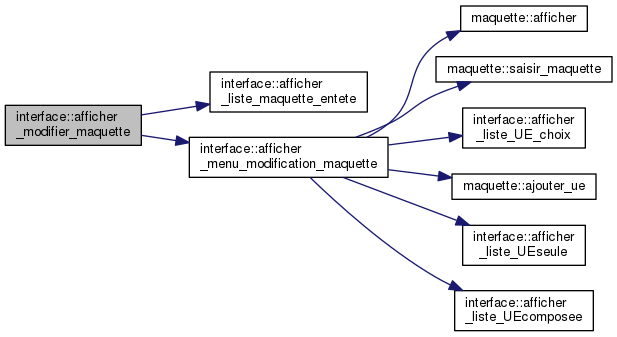 interface::afficher
_modifier_maquette
interface::afficher
_liste_maquette_entete
interface::afficher
_menu_modification_maquette
maquette::afficher
maquette::saisir_maquette
interface::afficher
_liste_UE_choix
maquette::ajouter_ue
interface::afficher
_liste_UEseule
interface::afficher
_liste_UEcomposee